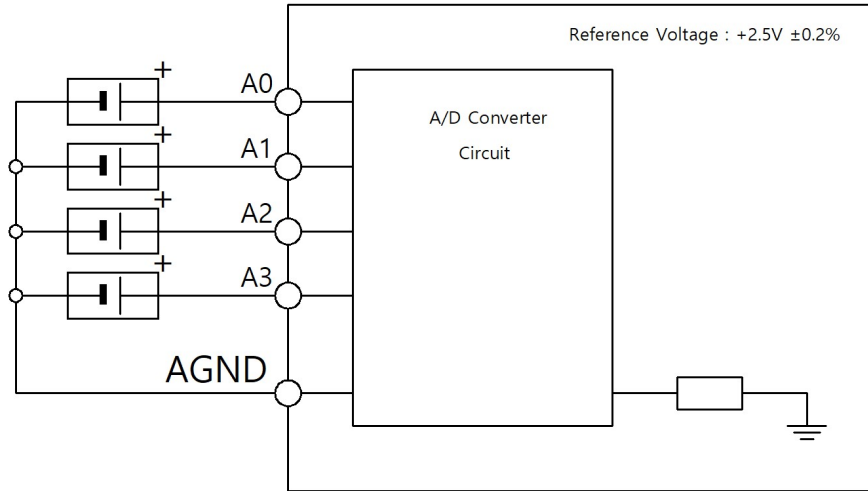 Reference Voltage : +2.5V ±0.2%
+
A0
A/D Converter
Circuit
+
A1
+
A2
+
A3
AGND